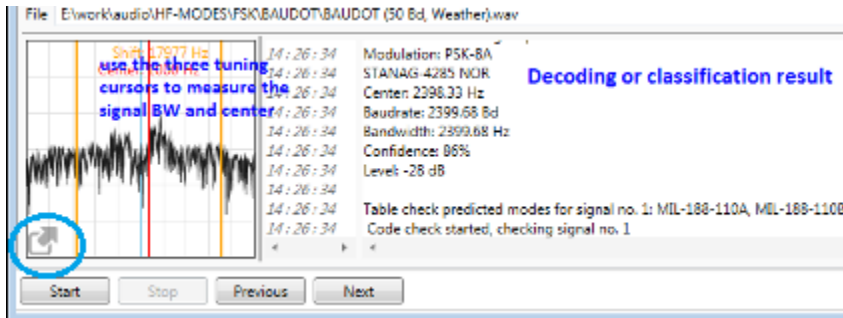 File E:\work\audio\HF-MODES\FSK\BAUDOT\BAUDOT (50 Bd, Weather).wav
Shift: 17977 Hz
use the three tuning
cursors to measure the
signal BW and center
Decoding or classification result
14:26:34 Modulation: PSK-8A
14:26:34 STANAG-4285 NOR
14:26:34 Center: 2398.33 Hz
14:26:34 Baudrate: 2399.68 Bd
14:26:34 Bandwidth: 2399.68 Hz
14:26:34 Confidence: 86%
14:26:34 Level: -28 dB
14:26:34
14:26:34 Table check predicted modes for signal no. 1: MIL-188-110A, MIL-188-110B
14:26:34 Code check started, checking signal no. 1
Start Stop Previous Next